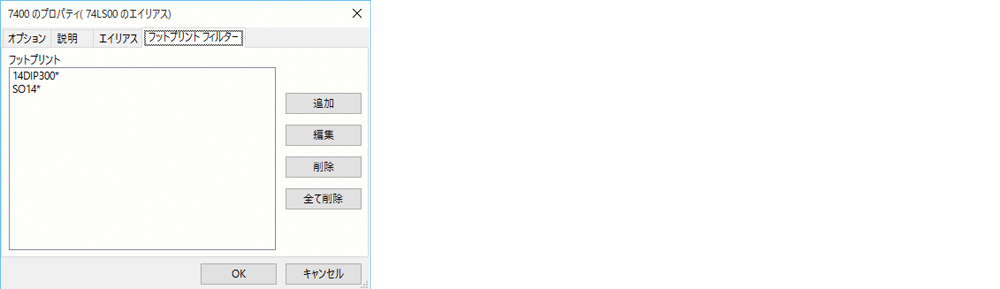 7400 のプロパティ( 74LS00 のエイリアス)
オプション 説明 エイリアス フットプリント フィルター
フットプリント
14DIP300*
SO14*
追加
編集
削除
全て削除
OK キャンセル